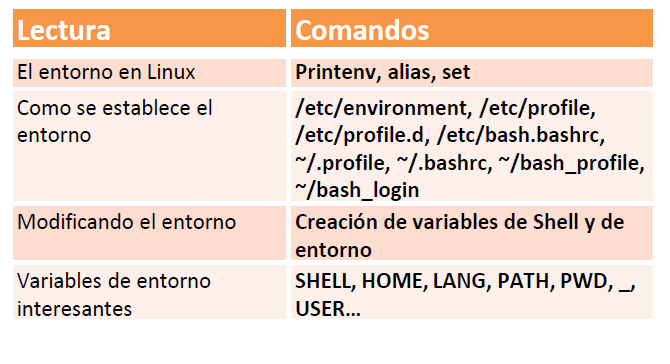 Lectura Comandos
El entorno en Linux Printenv, alias, set
Como se establece el /etc/environment, /etc/profile,
entorno /etc/profile.d, /etc/bash.bashrc,
~/.profile, ~/.bashrc, ~/bash_profile,
~/bash_login
Modificando el entorno Creación de variables de Shell y de
entorno
Variables de entorno SHELL, HOME, LANG, PATH, PWD, _,
interesantes USER...